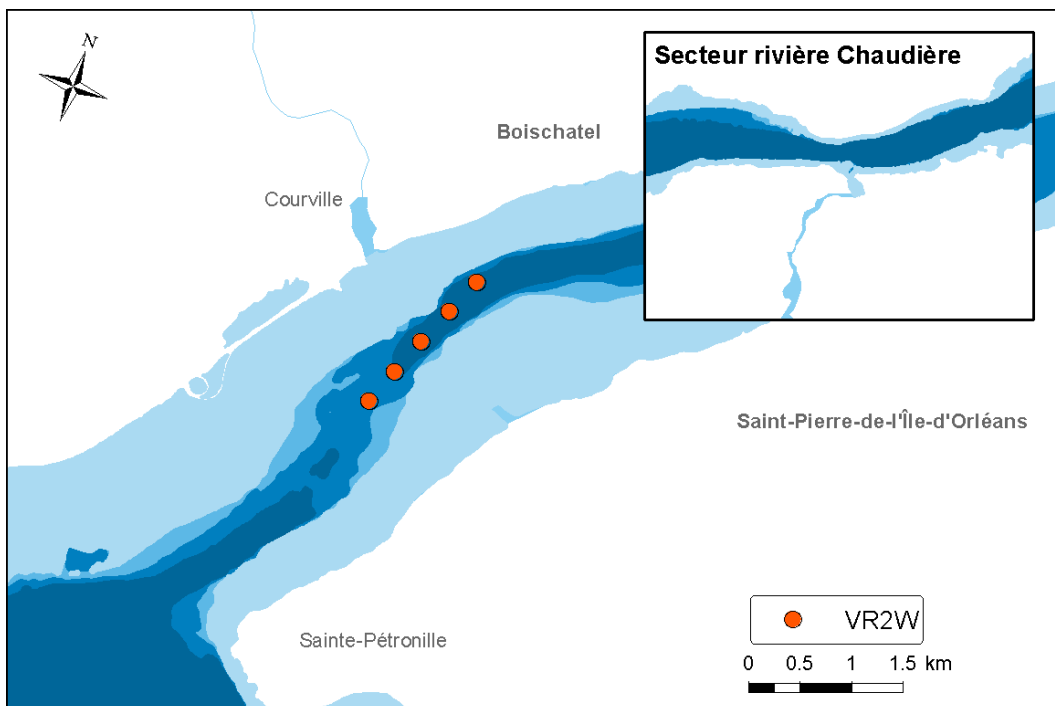 N
Secteur rivière Chaudière
Boischatel
Courville
Saint-Pierre-de-l'Île-d'Orléans
Sainte-Pétronille
VR2W
0 0.5 1 1.5 km